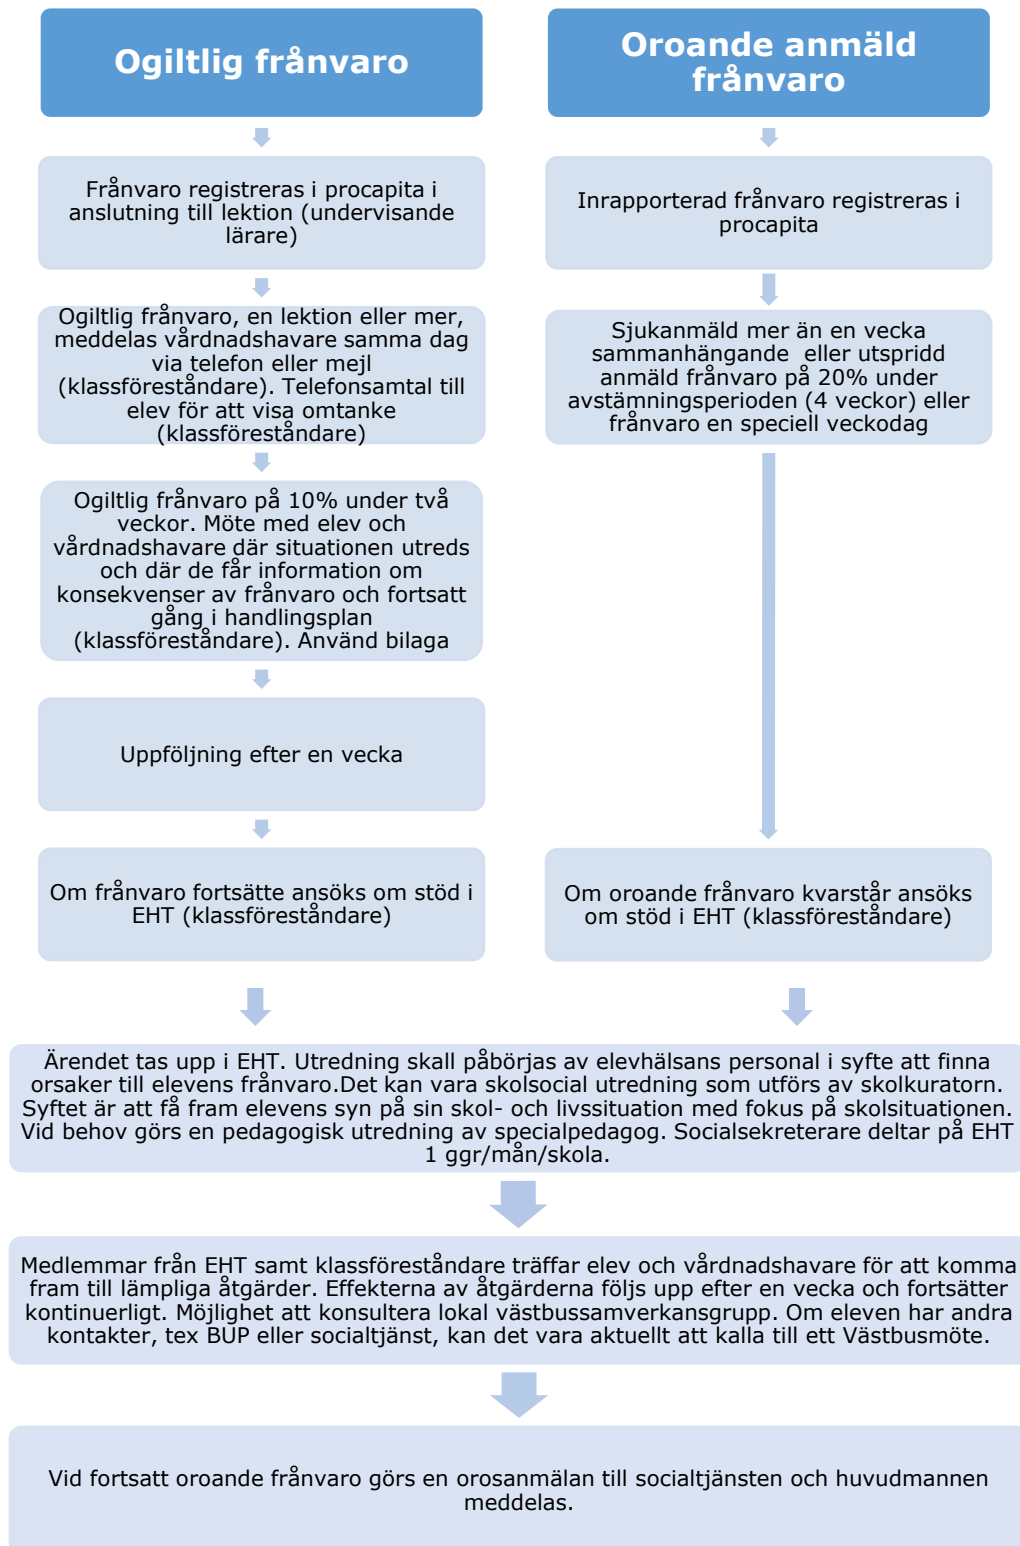 Ogiltlig frånvaro
Frånvaro registreras i procapita i
anslutning till lektion (undervisande
lärare)
Ogiltlig frånvaro, en lektion eller mer,
meddelas vårdnadshavare samma dag
via telefon eller mejl
(klassföreståndare). Telefonsamtal till
elev för att visa omtanke
(klassföreståndare)
Ogiltlig frånvaro på 10% under två
veckor. Möte med elev och
vårdnadshavare där situationen utreds
och där de får information om
konsekvenser av frånvaro och fortsatt
gång i handlingsplan
(klassföreståndare). Använd bilaga
Uppföljning efter en vecka
Om frånvaro fortsätte ansöks om stöd i
EHT (klassföreståndare)
Oroande anmäld
frånvaro
Inrapporterad frånvaro registreras i
procapita
Sjukanmäld mer än en vecka
sammanhängande  eller utspridd
anmäld frånvaro på 20% under
avstämningsperioden (4 veckor) eller
frånvaro en speciell veckodag
Om oroande frånvaro kvarstår ansöks
om stöd i EHT (klassföreståndare)
Ärendet tas upp i EHT. Utredning skall påbörjas av elevhälsans personal i syfte att finna
orsaker till elevens frånvaro.Det kan vara skolsocial utredning som utförs av skolkuratorn.
Syftet är att få fram elevens syn på sin skol- och livssituation med fokus på skolsituationen.
Vid behov görs en pedagogisk utredning av specialpedagog. Socialsekreterare deltar på EHT
1 ggr/mån/skola.
Medlemmar från EHT samt klassföreståndare träffar elev och vårdnadshavare för att komma
fram till lämpliga åtgärder. Effekterna av åtgärderna följs upp efter en vecka och fortsätter
kontinuerligt. Möjlighet att konsultera lokal västbussamverkansgrupp. Om eleven har andra
kontakter, tex BUP eller socialtjänst, kan det vara aktuellt att kalla till ett Västbusmöte.
Vid fortsatt oroande frånvaro görs en orosanmälan till socialtjänsten och huvudmannen
meddelas.